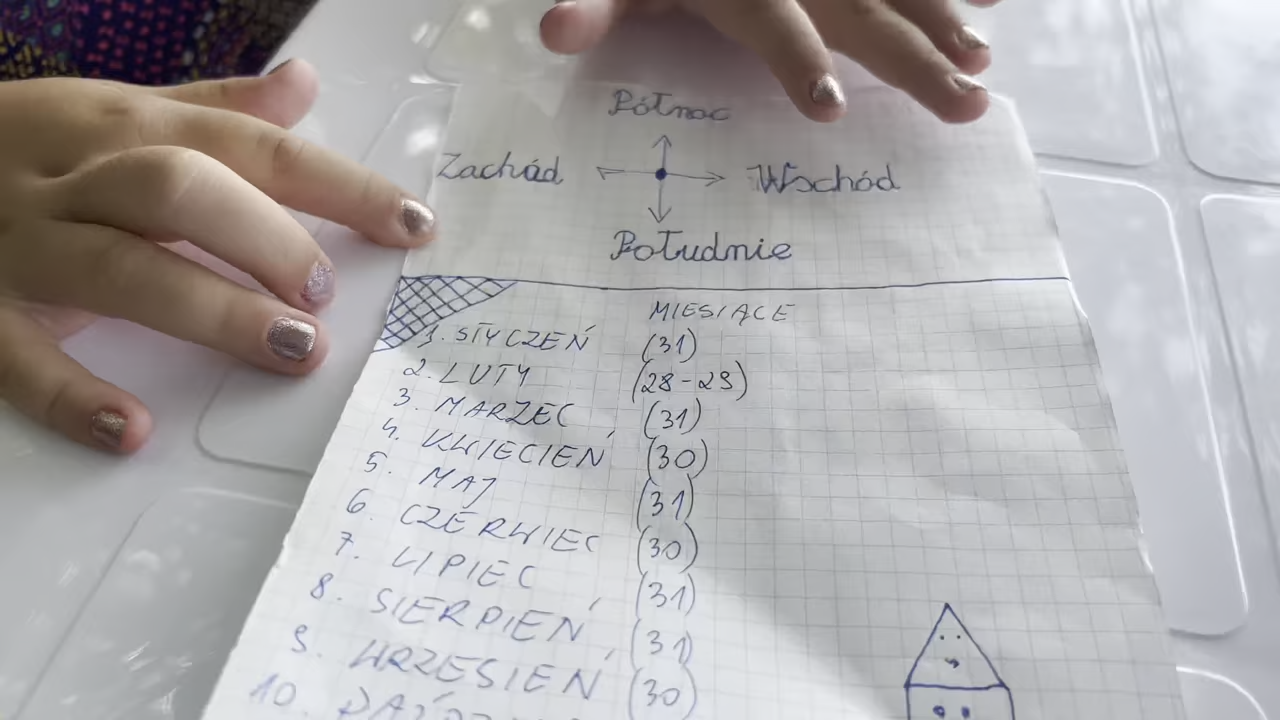 Północ
Zachód Wschód
Południe
MIESIĄCE
1. STYCZEŃ (31)
2. LUTY (28-29)
3. MARZEC (31)
4. KWIECIEŃ (30)
5. MAJ (31)
6. CZERWIEC (30)
7. LIPIEC (31)
8. SIERPIEŃ (31)
9. WRZESIEŃ (30)
10.